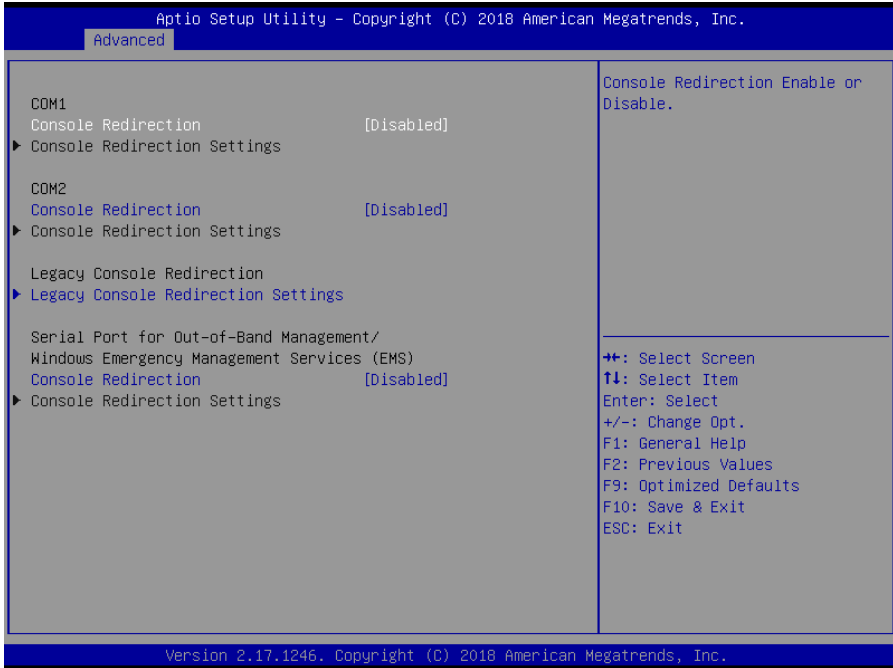 Aptio Setup Utility – Copyright (C) 2018 American Megatrends, Inc.
Advanced
COM1
Console Redirection [Disabled]
▶ Console Redirection Settings
COM2
Console Redirection [Disabled]
▶ Console Redirection Settings
Legacy Console Redirection
▶ Legacy Console Redirection Settings
Serial Port for Out-of-Band Management/
Windows Emergency Management Services (EMS)
Console Redirection [Disabled]
▶ Console Redirection Settings
Console Redirection Enable or
Disable.
→←: Select Screen
↑↓: Select Item
Enter: Select
+/-: Change Opt.
F1: General Help
F2: Previous Values
F9: Optimized Defaults
F10: Save & Exit
ESC: Exit
Version 2.17.1246. Copyright (C) 2018 American Megatrends, Inc.